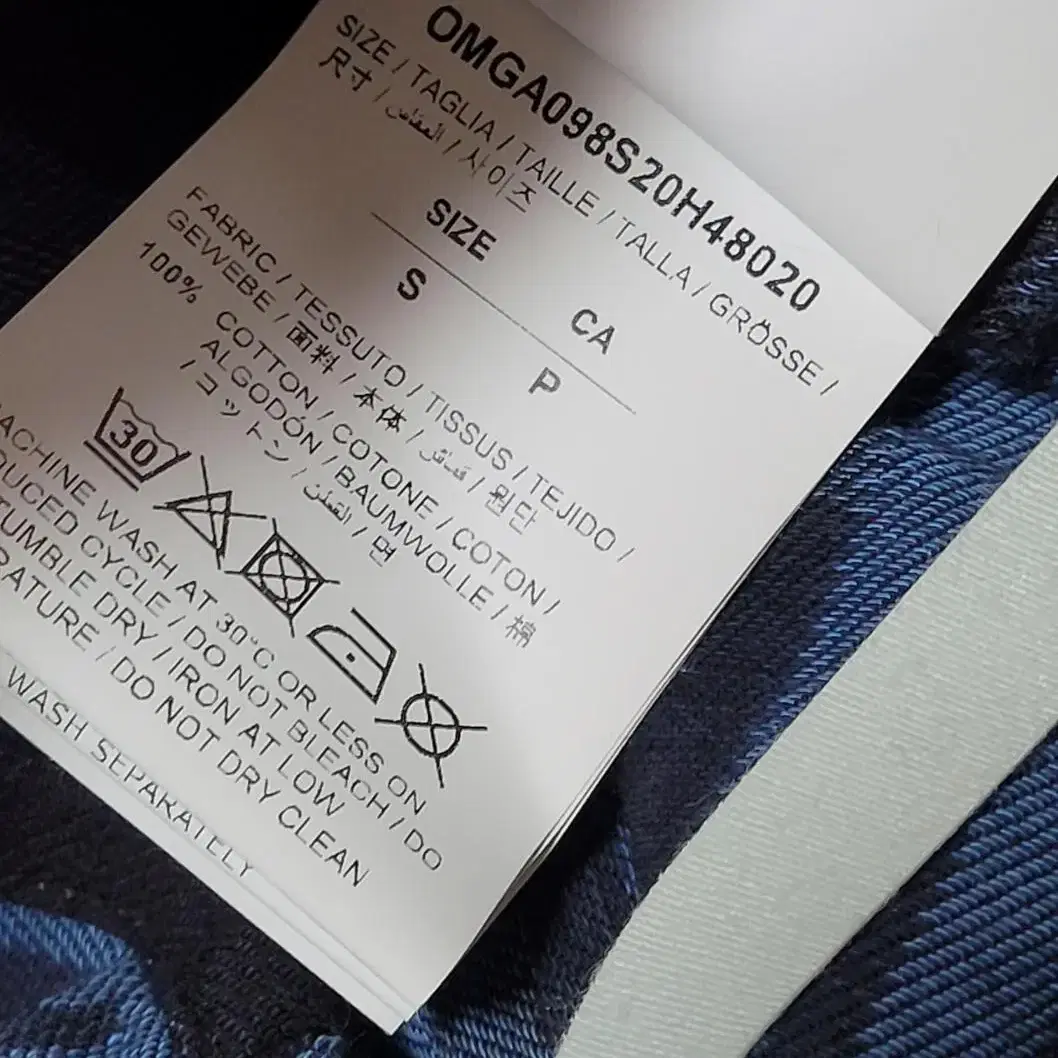 OMGA098S20H48020
SIZE / TAGLIA / TAILLE / TALLA / GRÖSSE /
尺寸 / المقاس / 사이즈
SIZE CA
S P
FABRIC / TESSUTO / TISSUS / TEJIDO /
GEWEBE / 面料 / 本体 / قماش / 원단
100% COTTON / COTONE / COTON /
ALGODÓN / BAUMWOLLE / 棉
/ コットン / القطن / 면
30
ACHINE WASH AT 30°C OR LESS ON
DUCED CYCLE / DO NOT BLEACH / DO
TUMBLE DRY / IRON AT LOW
RATURE / DO NOT DRY CLEAN
WASH SEPARATELY